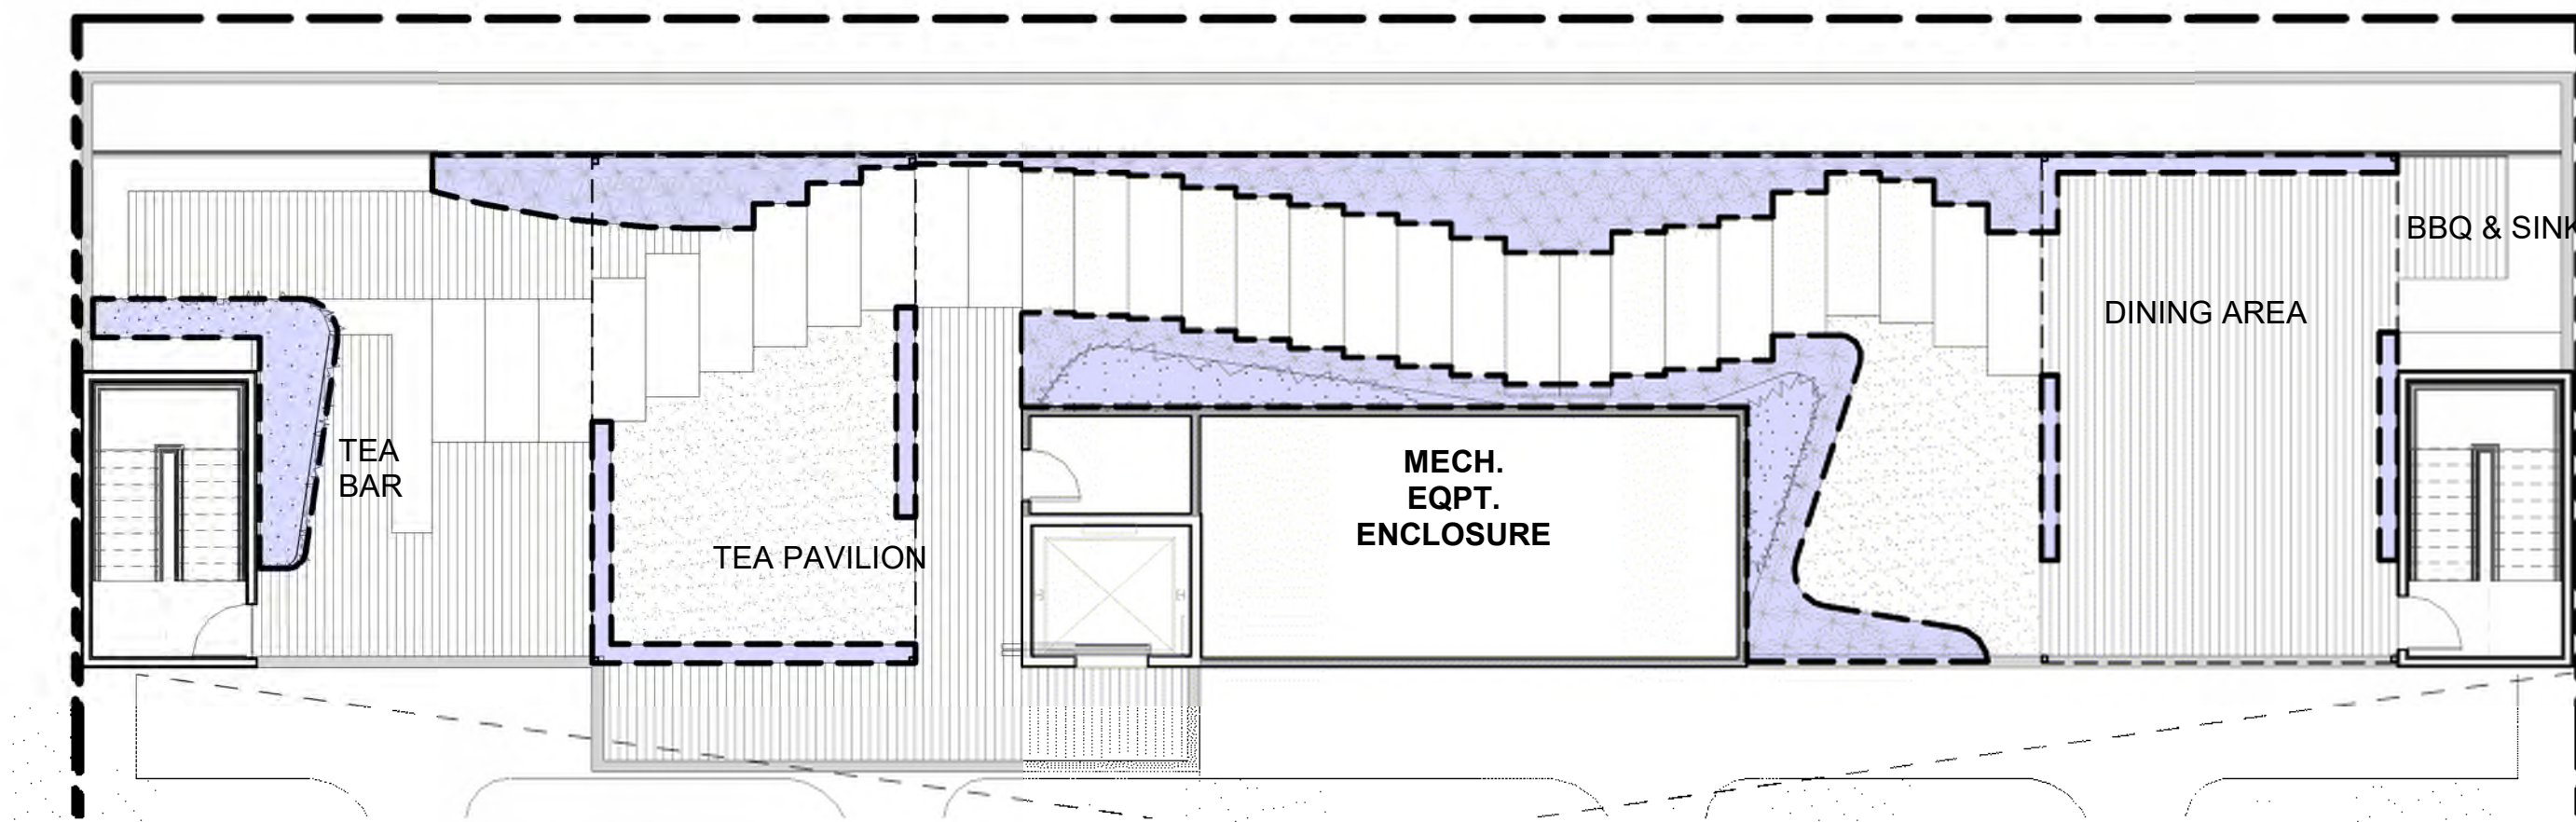 BBQ & SINK
DINING AREA
TEA
BAR
MECH.
EQPT.
ENCLOSURE
TEA PAVILION